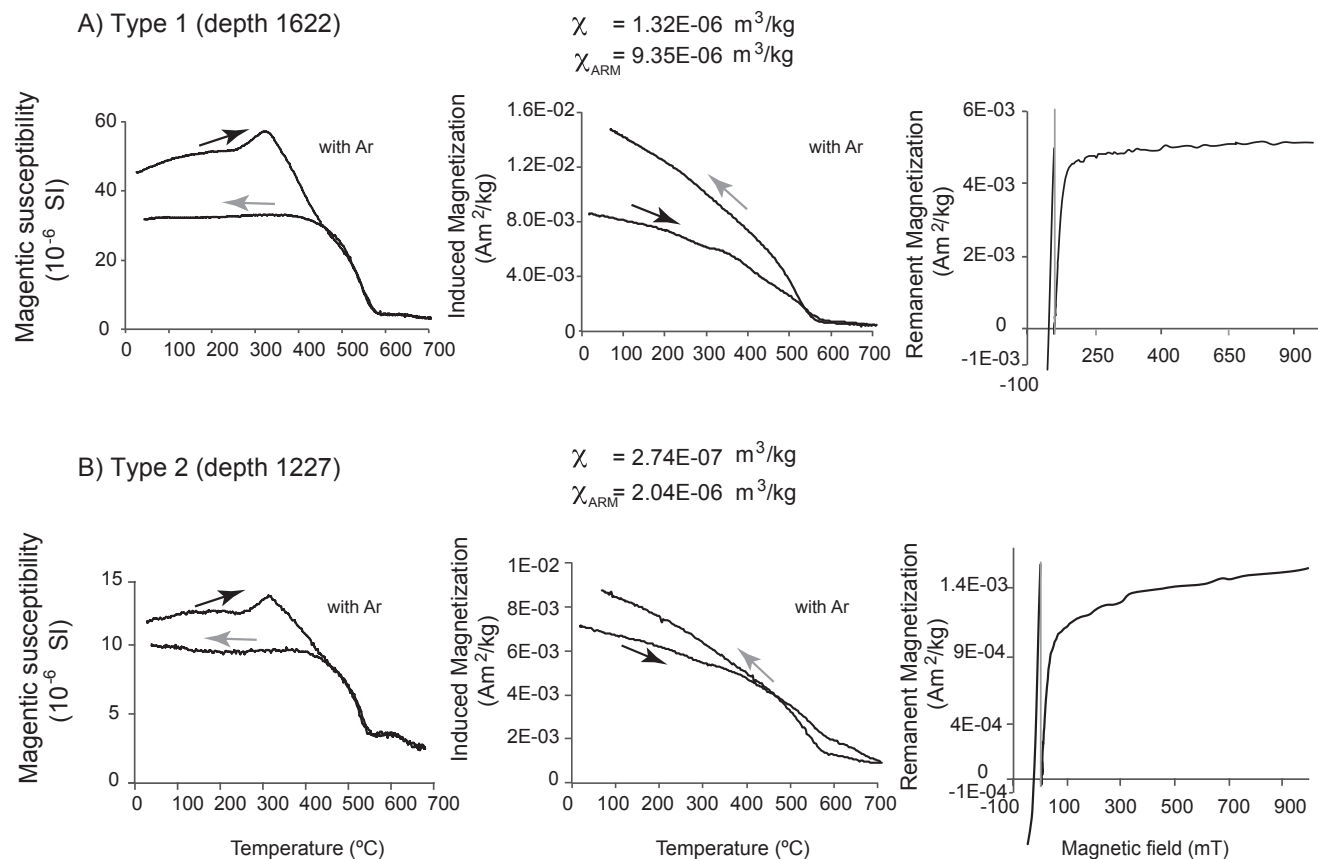 A) Type 1 (depth 1622)
χ = 1.32E-06 m³/kg
χARM = 9.35E-06 m³/kg
Magentic susceptibility
(10⁻⁶ SI)
60
40
20
0
with Ar
0 100 200 300 400 500 600 700
Induced Magnetization
(Am²/kg)
1.6E-02
1.2E-02
8.0E-03
4.0E-03
0
with Ar
0 100 200 300 400 500 600 700
Remanent Magnetization
(Am²/kg)
6E-03
4E-03
2E-03
0
-1E-03
-100 250 400 650 900
B) Type 2 (depth 1227)
χ = 2.74E-07 m³/kg
χARM = 2.04E-06 m³/kg
Magentic susceptibility
(10⁻⁶ SI)
15
10
5
0
with Ar
0 100 200 300 400 500 600 700
Temperature (ºC)
Induced Magnetization
(Am²/kg)
1E-02
8E-03
6E-03
4E-03
2E-03
0
with Ar
0 100 200 300 400 500 600 700
Temperature (ºC)
Remanent Magnetization
(Am²/kg)
1.4E-03
9E-04
4E-04
0
-1E-04
-100 100 300 500 700 900
Magnetic field (mT)